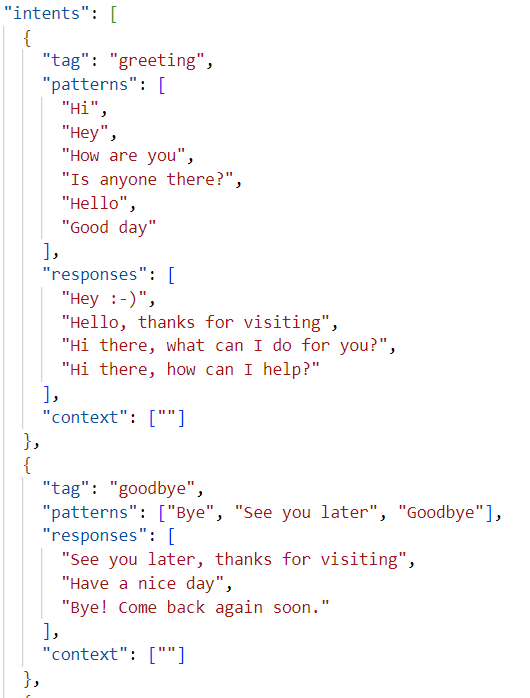 "intents": [
{
"tag": "greeting",
"patterns": [
"Hi",
"Hey",
"How are you",
"Is anyone there?",
"Hello",
"Good day"
],
"responses": [
"Hey :-)",
"Hello, thanks for visiting",
"Hi there, what can I do for you?",
"Hi there, how can I help?"
],
"context": [""]
},
{
"tag": "goodbye",
"patterns": ["Bye", "See you later", "Goodbye"],
"responses": [
"See you later, thanks for visiting",
"Have a nice day",
"Bye! Come back again soon."
],
"context": [""]
},